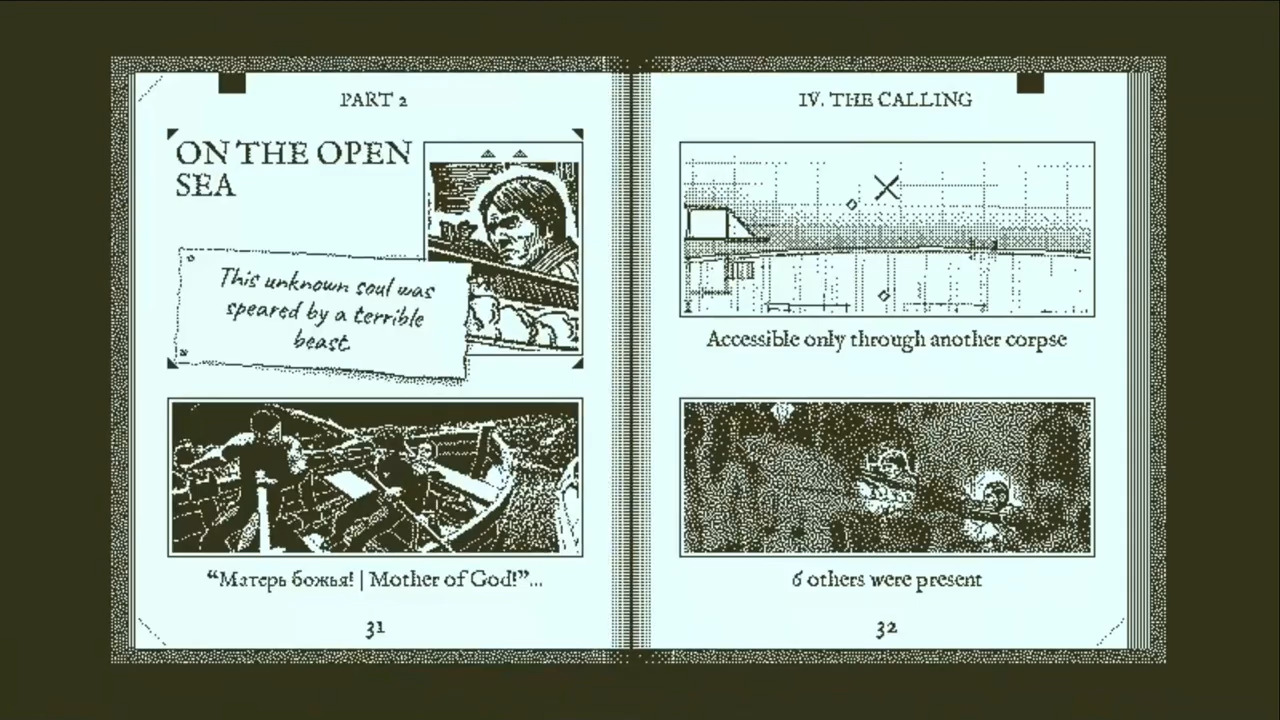 PART 2
ON THE OPEN
SEA
This unknown soul was
speared by a terrible
beast.
“Матерь божья! | Mother of God!”...
31
IV. THE CALLING
Accessible only through another corpse
6 others were present
32